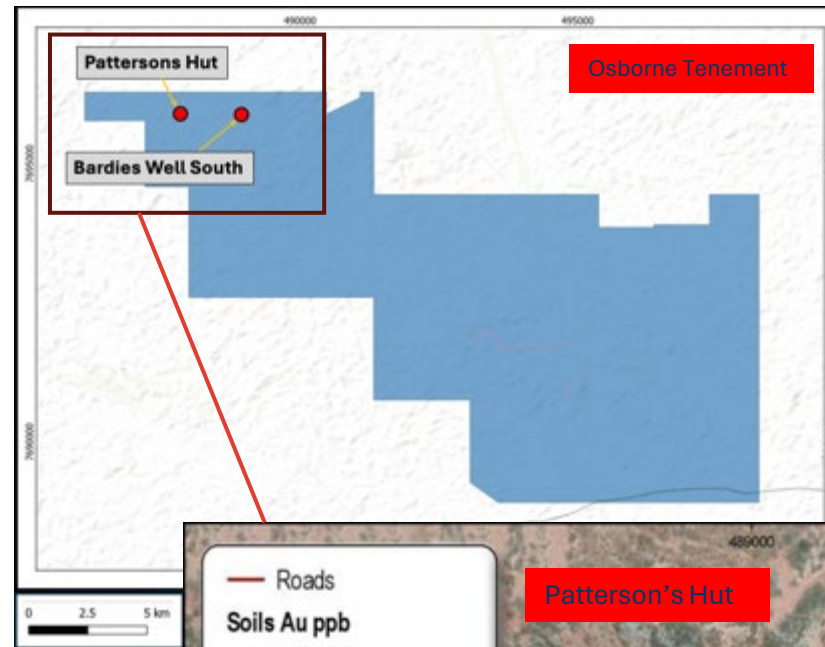 490000
495000
Pattersons Hut
Osborne Tenement
Bardies Well South
7695000
7690000
489000
Roads
Patterson's Hut
0 2.5 5 km
Soils Au ppb